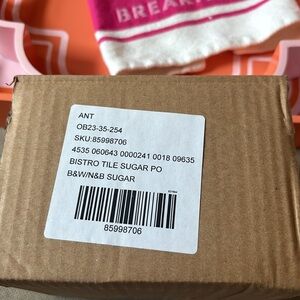 BREAK
ANT
OB23-35-254
SKU:85998706
4535 060643 0000241 0018 09635
BISTRO TILE SUGAR PO
B&W/N&B SUGAR
85998706